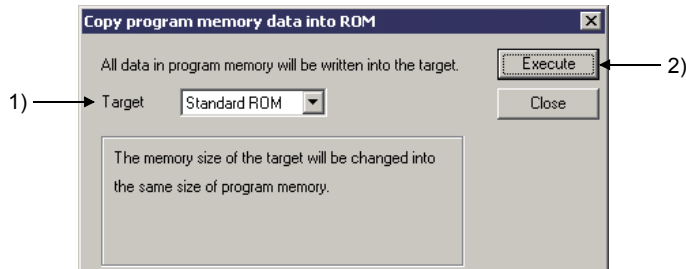 Copy program memory data into ROM
All data in program memory will be written into the target.
Execute
2)
1)
Target
Standard ROM
Close
The memory size of the target will be changed into
the same size of program memory.